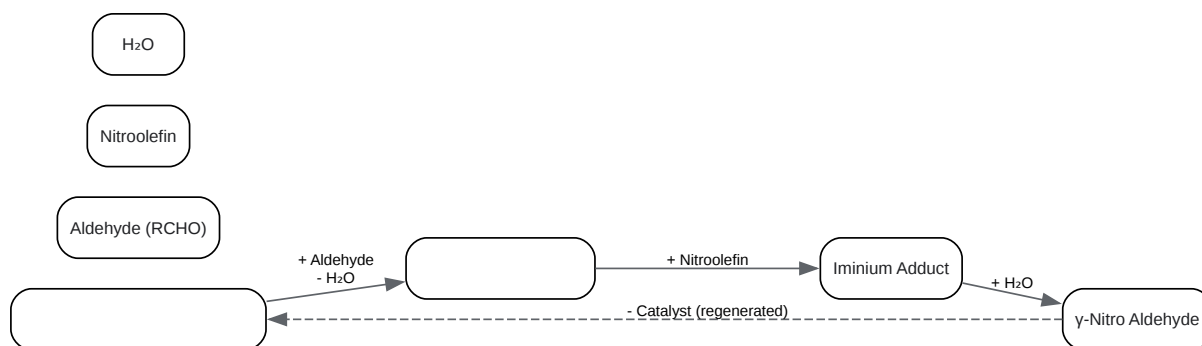 H₂O
Nitroolefin
Aldehyde (RCHO)
+ Aldehyde
- H₂O
+ Nitroolefin
Iminium Adduct
+ H₂O
- Catalyst (regenerated)
γ-Nitro Aldehyde